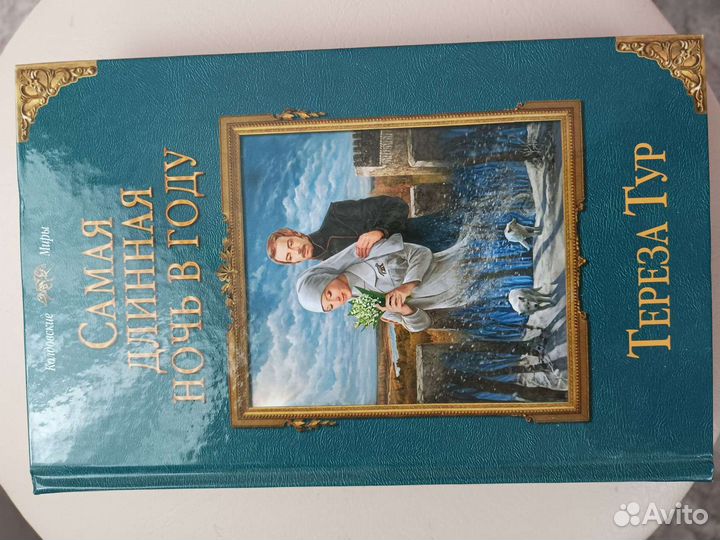 Колдовские Миры
САМАЯ
ДЛИННАЯ
НОЧЬ В ГОДУ
ТЕРЕЗА ТУР
Avito